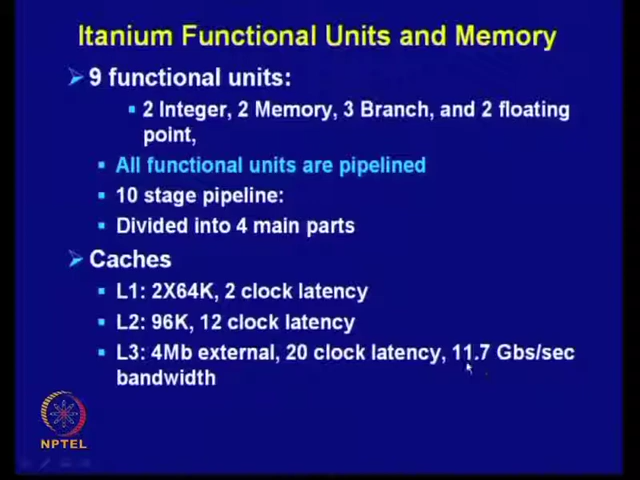 Itanium Functional Units and Memory
9 functional units:
2 Integer, 2 Memory, 3 Branch, and 2 floating
point,
All functional units are pipelined
10 stage pipeline:
Divided into 4 main parts
Caches
L1: 2X64K, 2 clock latency
L2: 96K, 12 clock latency
L3: 4Mb external, 20 clock latency, 11.7 Gbs/sec
bandwidth
NPTEL